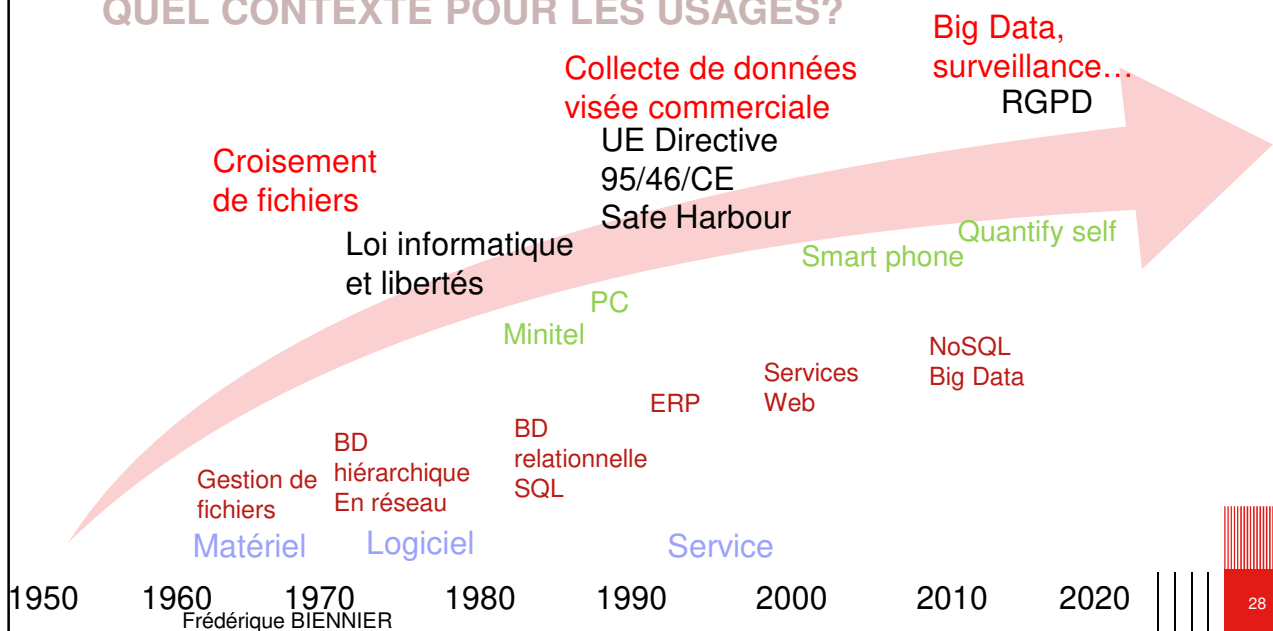 QUEL CONTEXTE POUR LES USAGES?
Big Data,
surveillance…
RGPD
Collecte de données
visée commerciale
UE Directive
95/46/CE
Safe Harbour
Croisement
de fichiers
Loi informatique
et libertés
Quantify self
Smart phone
PC
Minitel
NoSQL
Big Data
Services
Web
ERP
BD
relationnelle
SQL
BD
hiérarchique
En réseau
Gestion de
fichiers
Matériel
Logiciel
Service
1950 1960 1970 1980 1990 2000 2010 2020
Frédérique BIENNIER
28